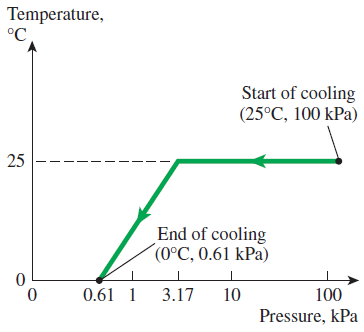 Temperature,
°C
Start of cooling
(25°C, 100 kPa)
25
End of cooling
(0°C, 0.61 kPa)
0
0 0.61 1 3.17 10 100
Pressure, kPa